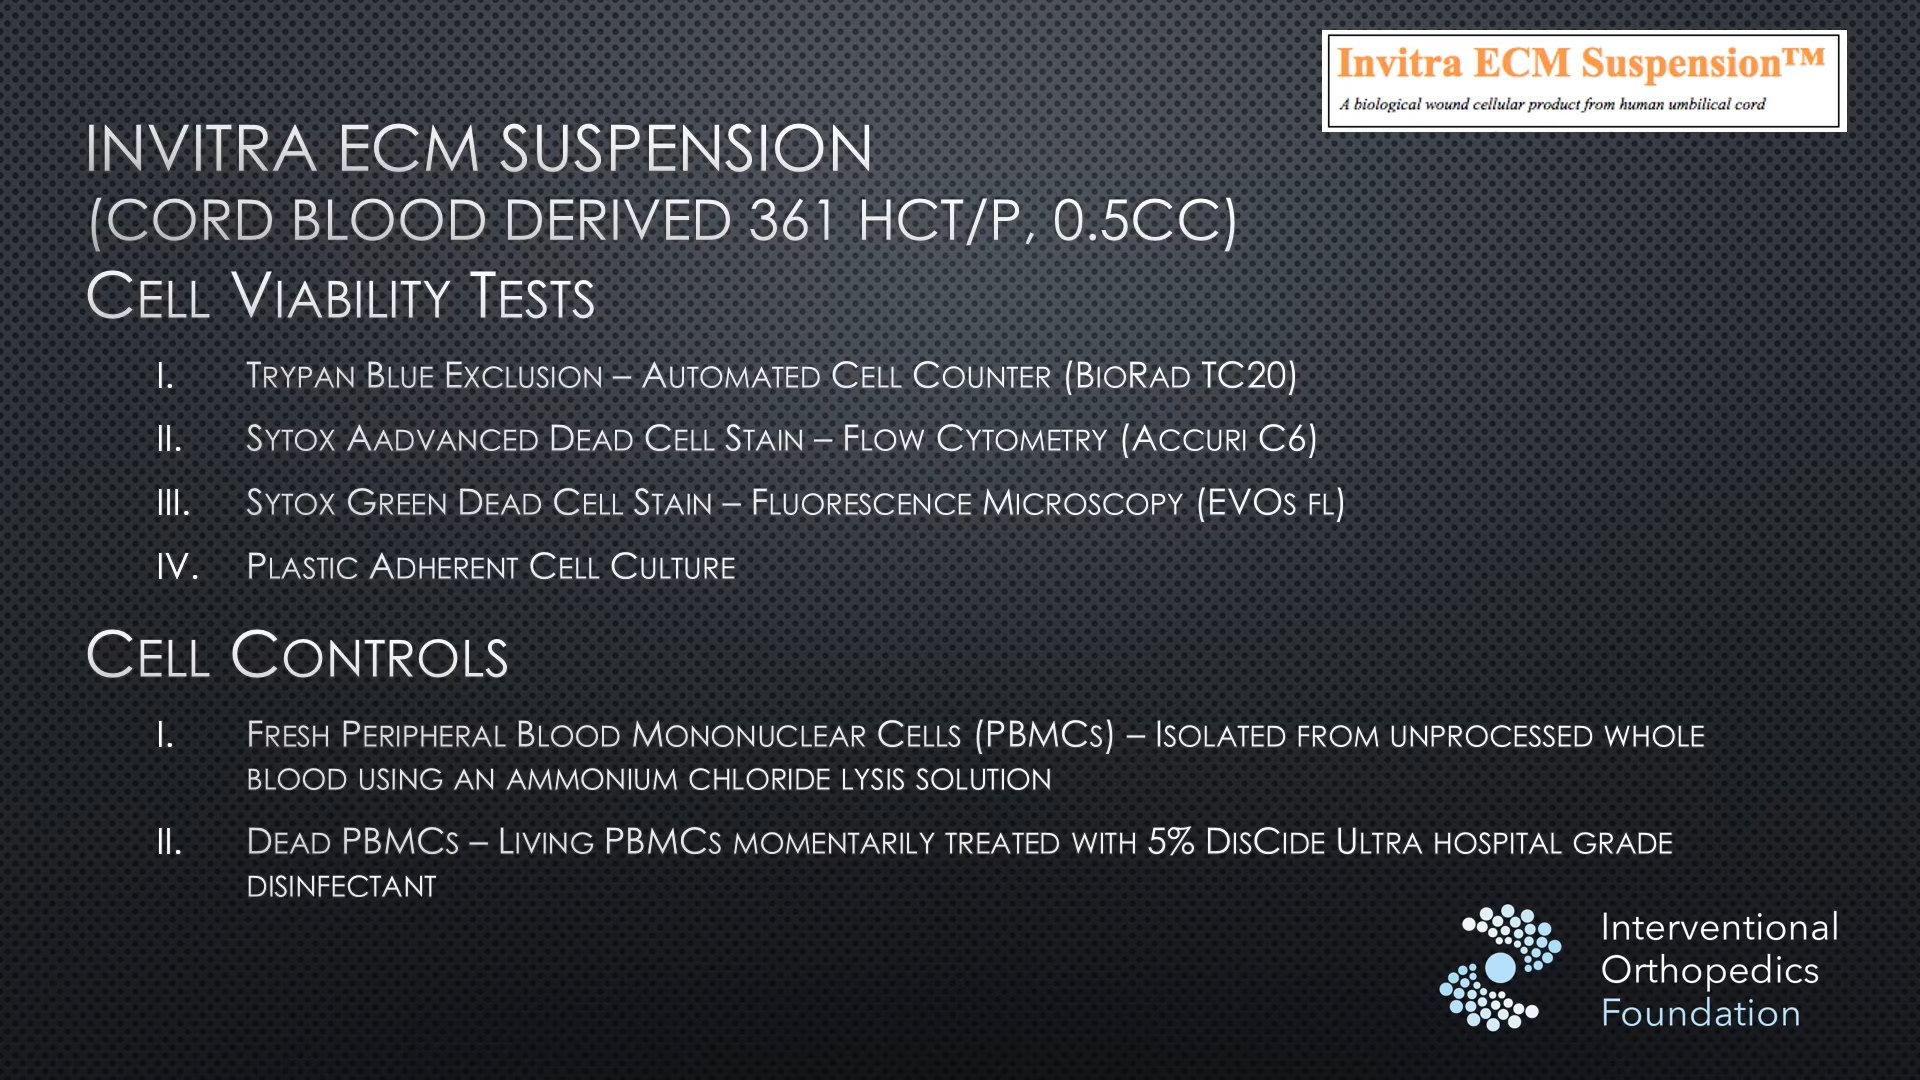 Invitra ECM Suspension™
A biological wound cellular product from human umbilical cord
INVITRA ECM SUSPENSION
(CORD BLOOD DERIVED 361 HCT/P, 0.5CC)
CELL VIABILITY TESTS
I. TRYPAN BLUE EXCLUSION – AUTOMATED CELL COUNTER (BIORAD TC20)
II. SYTOX AADVANCED DEAD CELL STAIN – FLOW CYTOMETRY (ACCURI C6)
III. SYTOX GREEN DEAD CELL STAIN – FLUORESCENCE MICROSCOPY (EVOS FL)
IV. PLASTIC ADHERENT CELL CULTURE
CELL CONTROLS
I. FRESH PERIPHERAL BLOOD MONONUCLEAR CELLS (PBMCS) – ISOLATED FROM UNPROCESSED WHOLE
BLOOD USING AN AMMONIUM CHLORIDE LYSIS SOLUTION
II. DEAD PBMCS – LIVING PBMCS MOMENTARILY TREATED WITH 5% DISCIDE ULTRA HOSPITAL GRADE
DISINFECTANT
Interventional
Orthopedics
Foundation